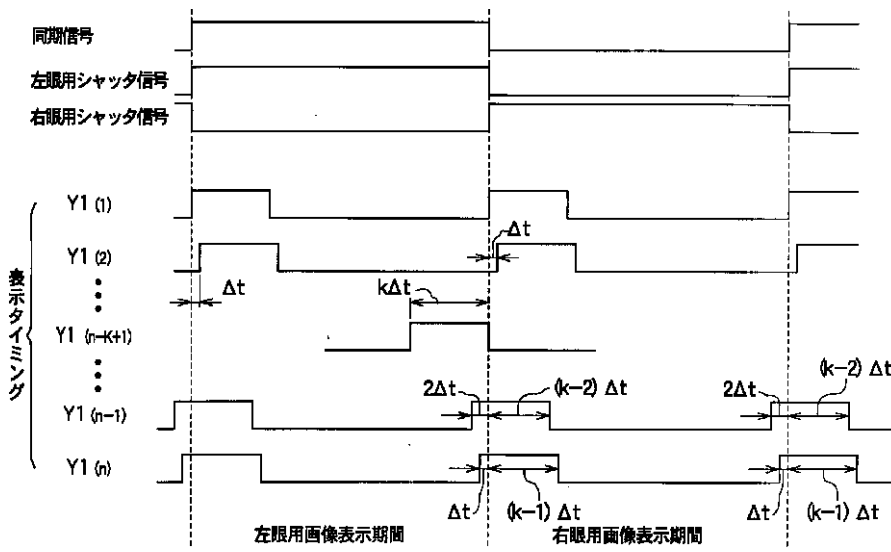 同期信号
左眼用シャッタ信号
右眼用シャッタ信号
Y1 (1)
Δt
Y1 (2)
Δt
kΔt
Y1 (n-K+1)
表示タイミング
2Δt
(k-2) Δt
2Δt
(k-2) Δt
Y1 (n-1)
Y1 (n)
Δt
(k-1) Δt
Δt
(k-1) Δt
左眼用画像表示期間
右眼用画像表示期間